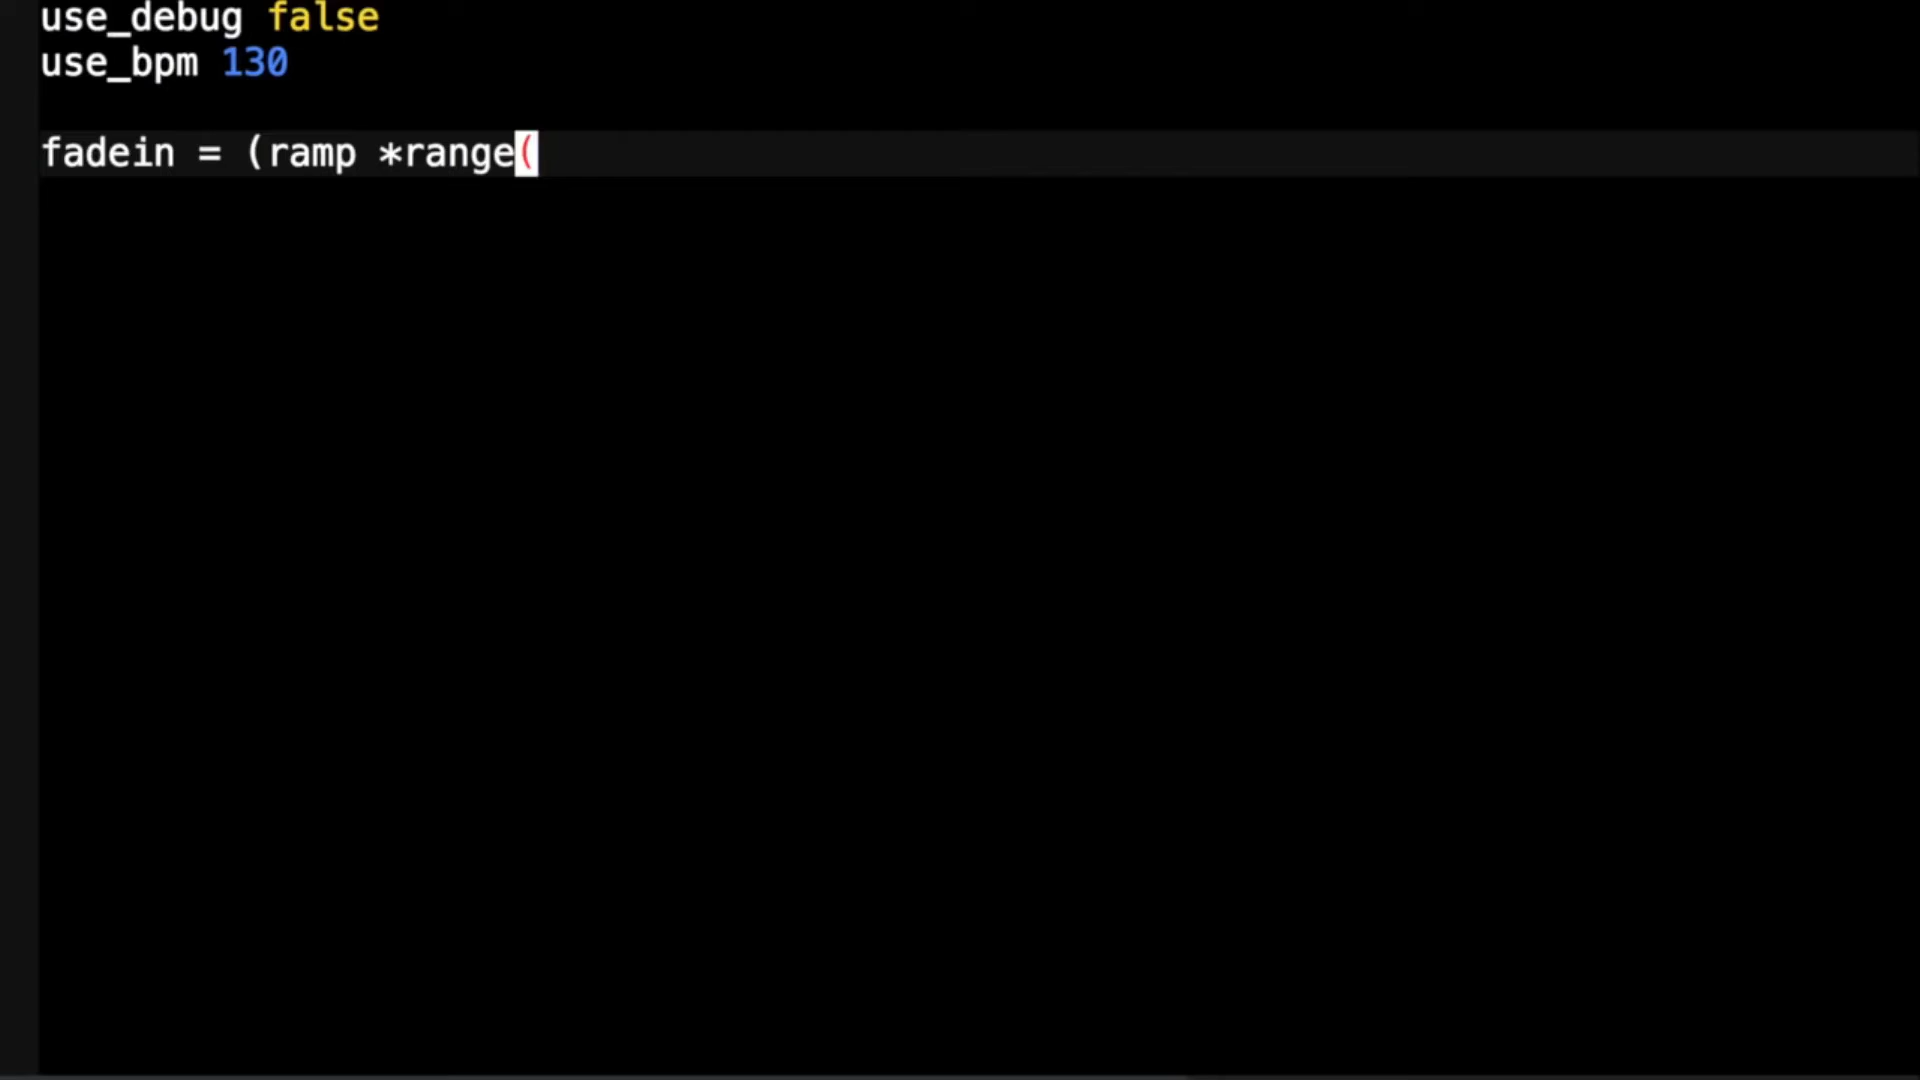 use_debug false
use_bpm 130
fadein = (ramp *range(